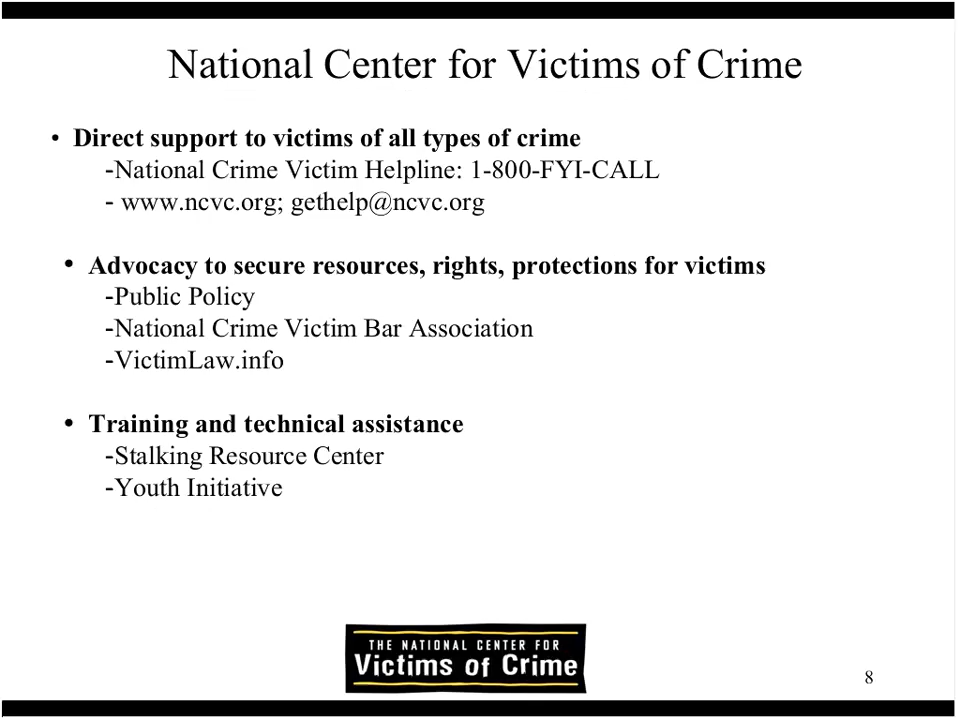 National Center for Victims of Crime
• Direct support to victims of all types of crime
-National Crime Victim Helpline: 1-800-FYI-CALL
- www.ncvc.org; gethelp@ncvc.org
• Advocacy to secure resources, rights, protections for victims
-Public Policy
-National Crime Victim Bar Association
-VictimLaw.info
• Training and technical assistance
-Stalking Resource Center
-Youth Initiative
THE NATIONAL CENTER FOR
Victims of Crime
8